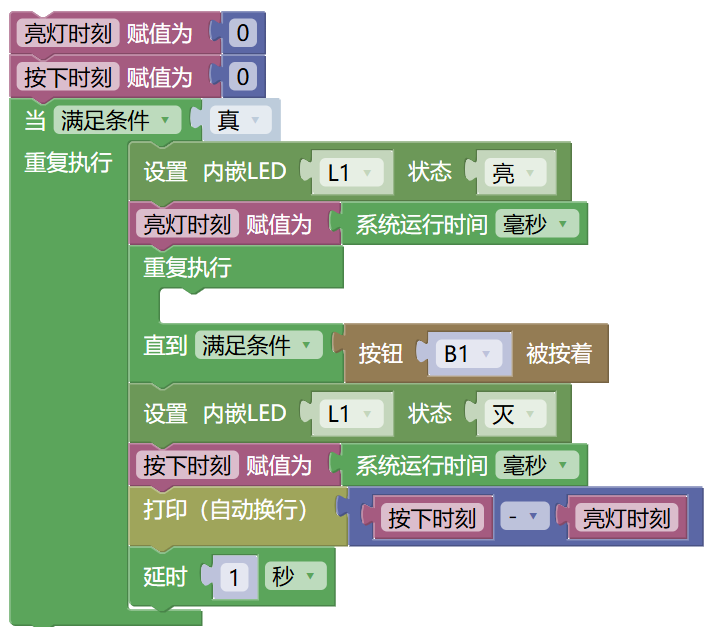 亮灯时刻 赋值为 0
按下时刻 赋值为 0
当 满足条件 真
重复执行 设置 内嵌LED L1 状态 亮
亮灯时刻 赋值为 系统运行时间 毫秒
重复执行
直到 满足条件 按钮 B1 被按着
设置 内嵌LED L1 状态 灭
按下时刻 赋值为 系统运行时间 毫秒
打印（自动换行） 按下时刻 - 亮灯时刻
延时 1 秒